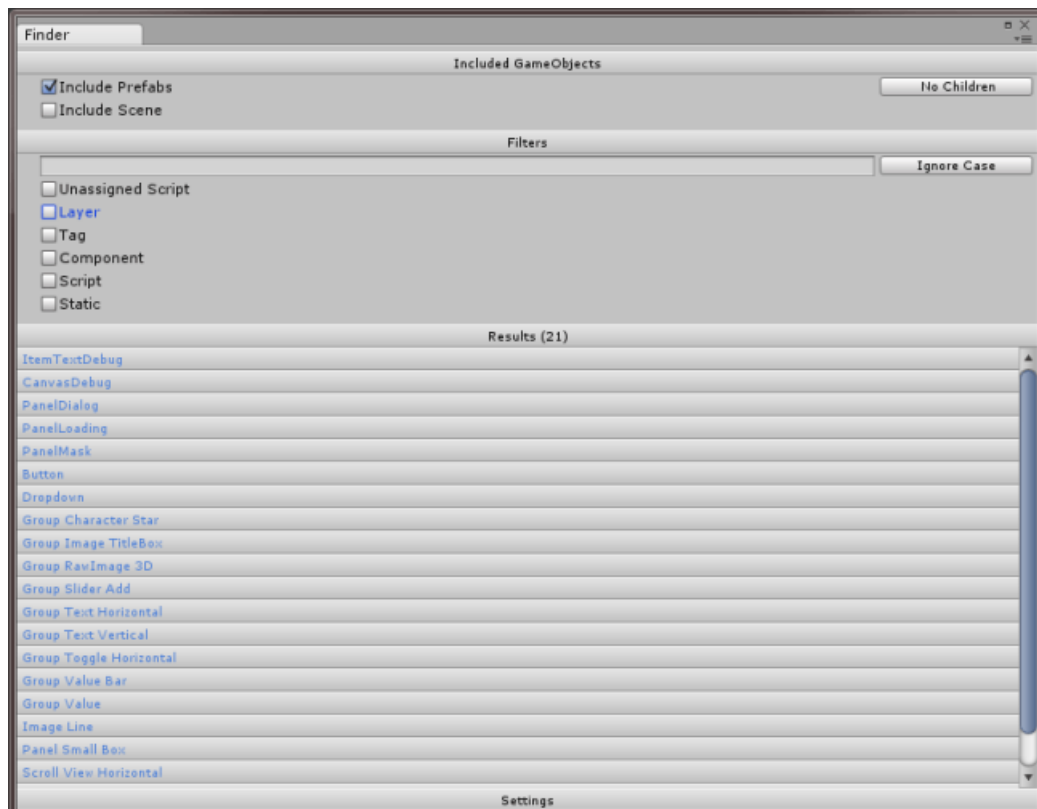 Finder
Included GameObjects
Include Prefabs
No Children
Include Scene
Filters
Ignore Case
Unassigned Script
Layer
Tag
Component
Script
Static
Results (21)
ItemTextDebug
CanvasDebug
PanelDialog
PanelLoading
PanelMask
Button
Dropdown
Group Character Star
Group Image TitleBox
Group RawImage 3D
Group Slider Add
Group Text Horizontal
Group Text Vertical
Group Toggle Horizontal
Group Value Bar
Group Value
Image Line
Panel Small Box
Scroll View Horizontal
Settings